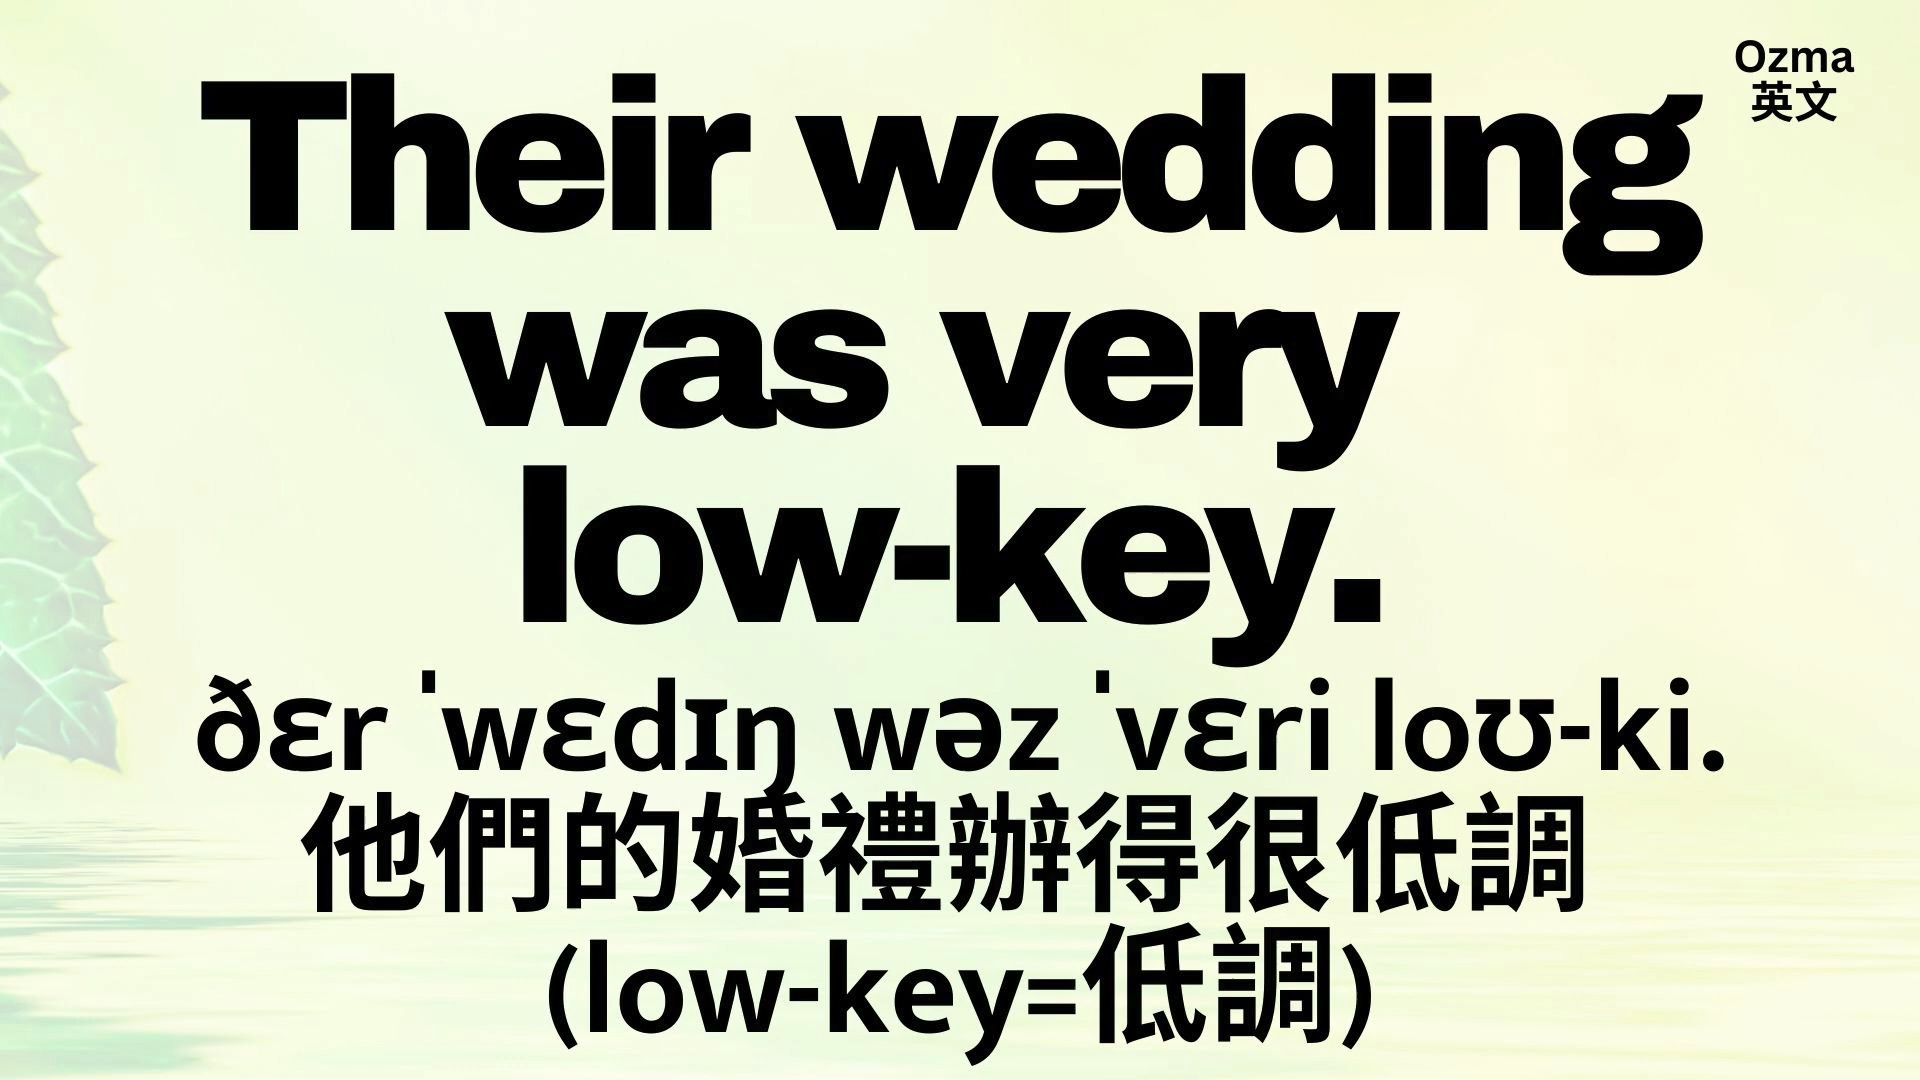 Ozma
英文
Their wedding
was very
low-key.
ðɛr ˈwɛdɪŋ wəz ˈvɛri loʊ-ki.
他們的婚禮辦得很低調
(low-key=低調)